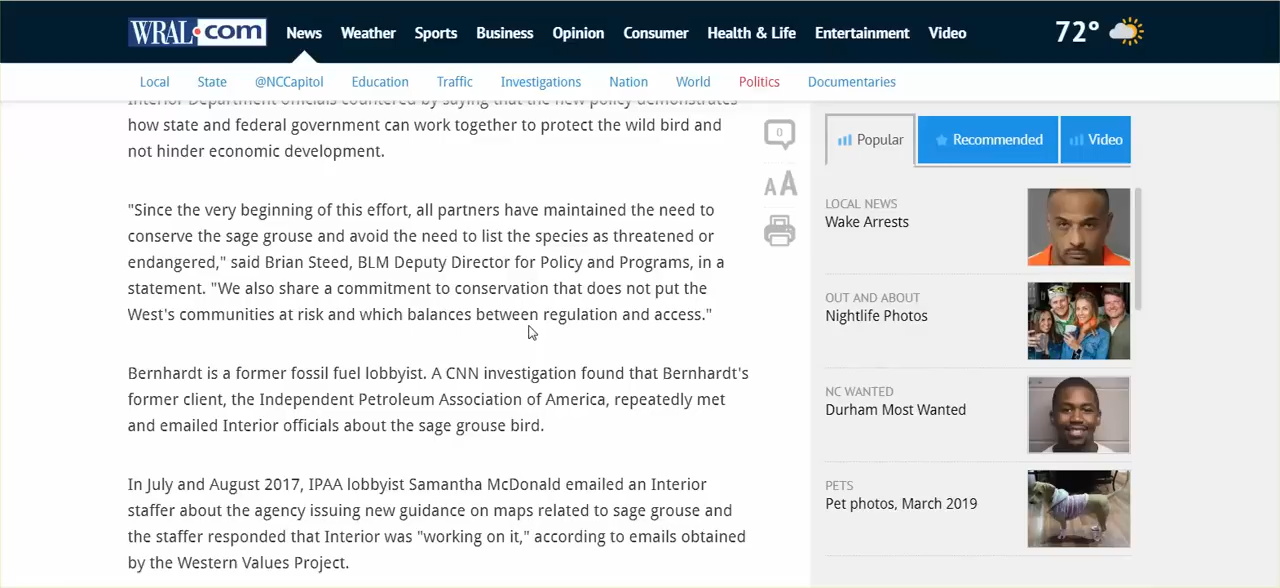 WRAL.com
News Weather Sports Business Opinion Consumer Health & Life Entertainment Video
72°
Local State @NCCapitol Education Traffic Investigations Nation World Politics Documentaries
Interior Department officials countered by saying that the new policy demonstrates
how state and federal government can work together to protect the wild bird and
not hinder economic development.
"Since the very beginning of this effort, all partners have maintained the need to
conserve the sage grouse and avoid the need to list the species as threatened or
endangered," said Brian Steed, BLM Deputy Director for Policy and Programs, in a
statement. "We also share a commitment to conservation that does not put the
West's communities at risk and which balances between regulation and access."
Bernhardt is a former fossil fuel lobbyist. A CNN investigation found that Bernhardt's
former client, the Independent Petroleum Association of America, repeatedly met
and emailed Interior officials about the sage grouse bird.
In July and August 2017, IPAA lobbyist Samantha McDonald emailed an Interior
staffer about the agency issuing new guidance on maps related to sage grouse and
the staffer responded that Interior was "working on it," according to emails obtained
by the Western Values Project.
0
AA
Popular Recommended Video
LOCAL NEWS
Wake Arrests
OUT AND ABOUT
Nightlife Photos
NC WANTED
Durham Most Wanted
PETS
Pet photos, March 2019